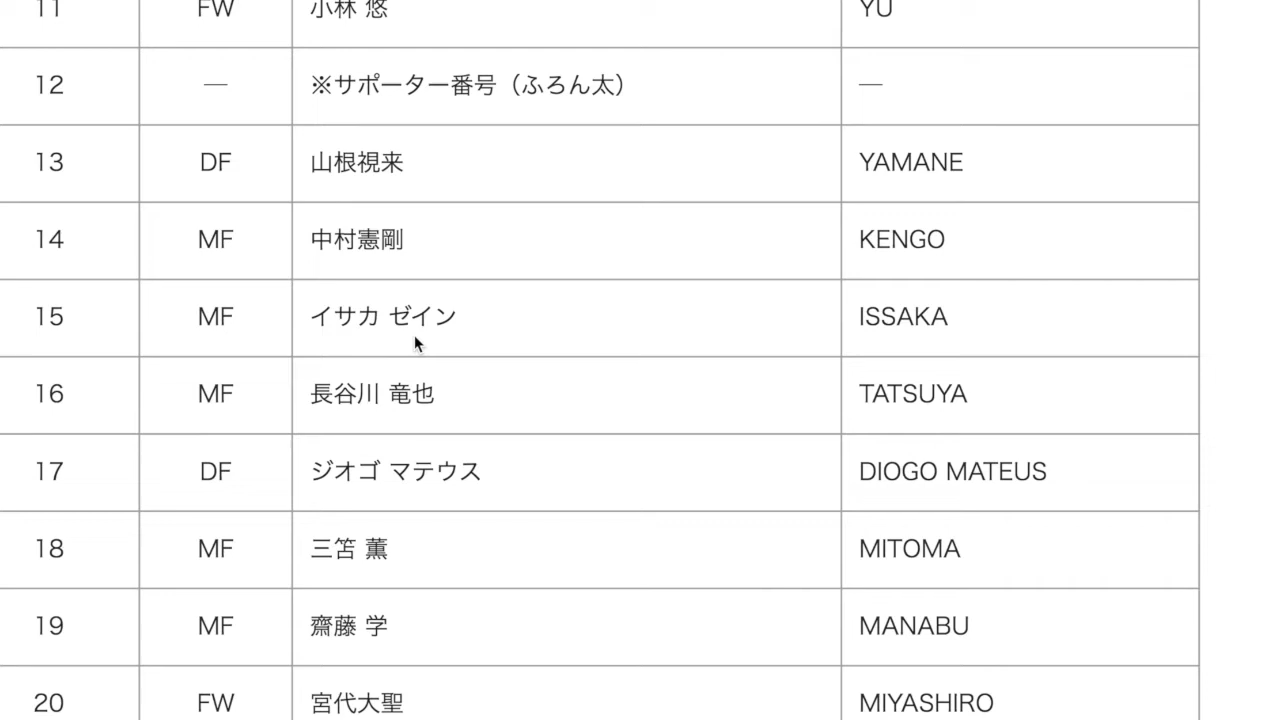 11 FW 小林 悠 YU
12 — ※サポーター番号（ふろん太） —
13 DF 山根視来 YAMANE
14 MF 中村憲剛 KENGO
15 MF イサカ ゼイン ISSAKA
16 MF 長谷川 竜也 TATSUYA
17 DF ジオゴ マテウス DIOGO MATEUS
18 MF 三笘 薫 MITOMA
19 MF 齋藤 学 MANABU
20 FW 宮代大聖 MIYASHIRO